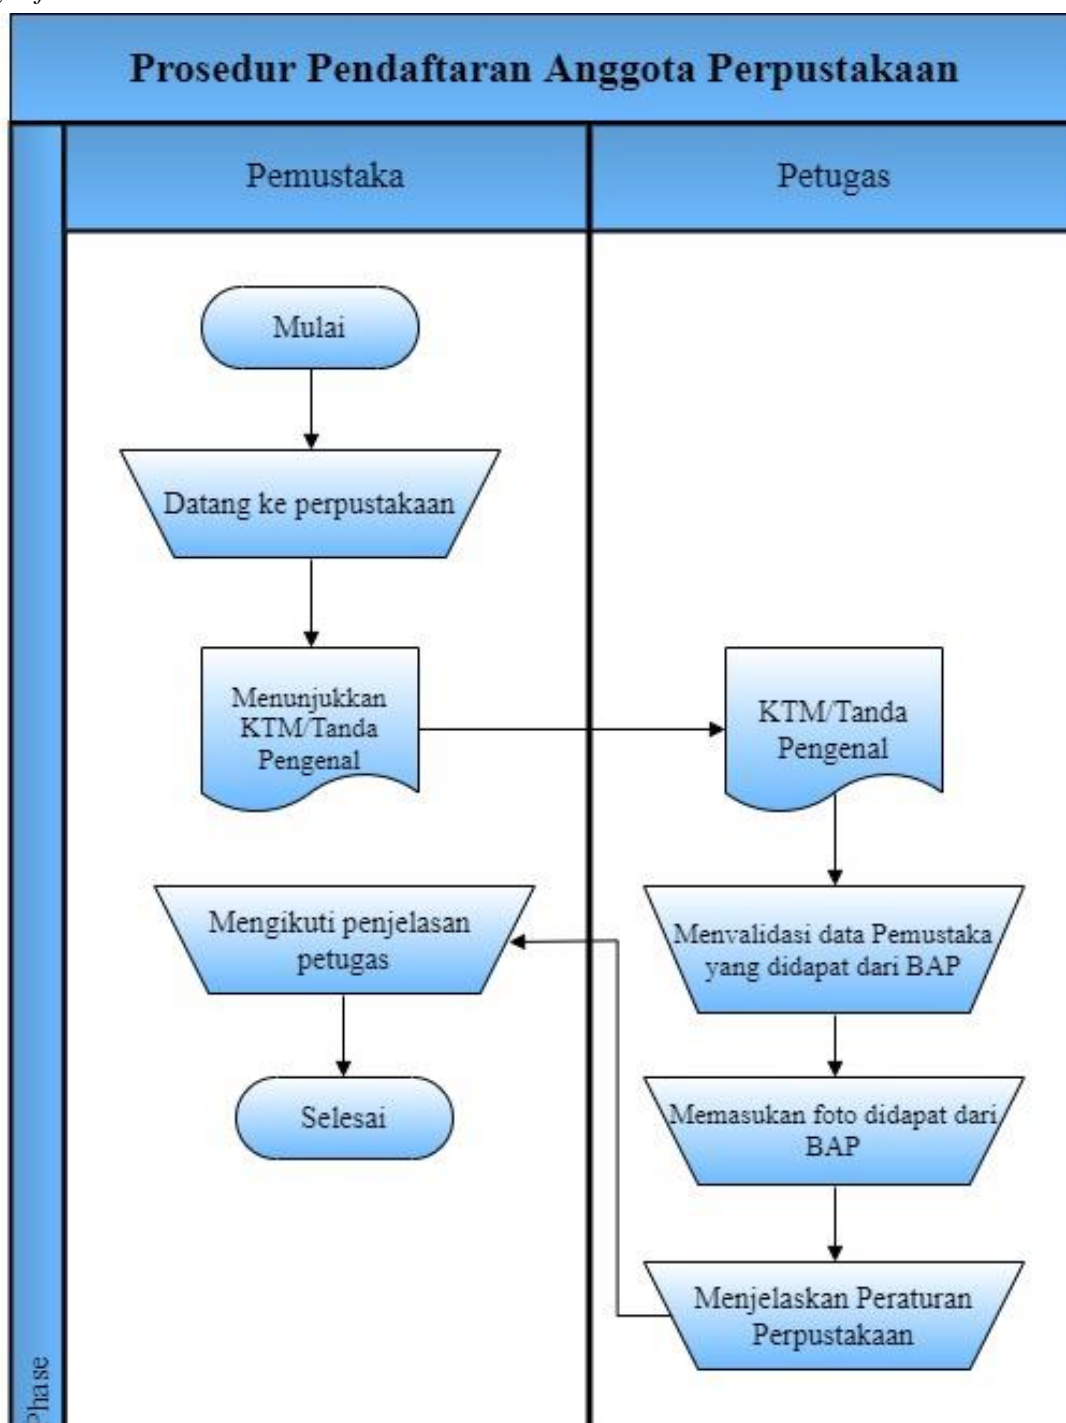 Prosedur Pendaftaran Anggota Perpustakaan
Pemustaka
Petugas
Mulai
Datang ke perpustakaan
Menunjukkan
KTM/Tanda
Pengenal
KTM/Tanda
Pengenal
Menvalidasi data Pemustaka
yang didapat dari BAP
Mengikuti penjelasan
petugas
Memasukan foto didapat dari
BAP
Selesai
Menjelaskan Peraturan
Perpustakaan
Phase